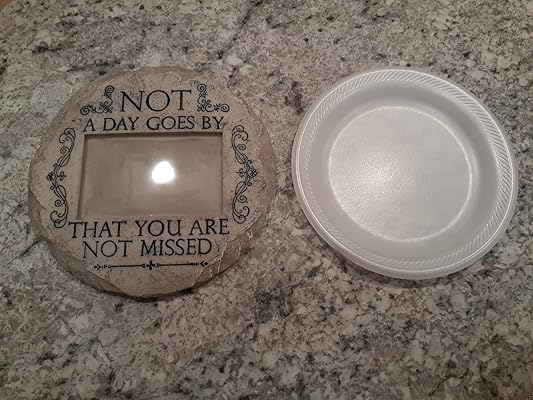 NOT
A DAY GOES BY
THAT YOU ARE
NOT MISSED